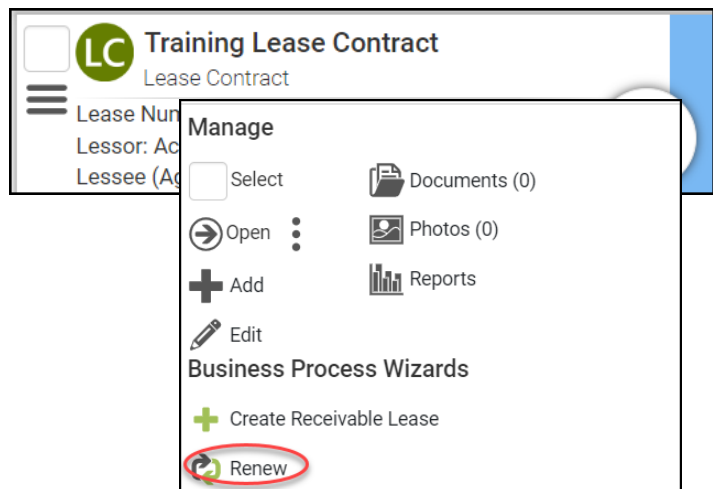 LC
Training Lease Contract
Lease Contract
Lease Num
Lessor: Ac
Lessee (Ag
Manage
Select
Documents (0)
Open
Photos (0)
Add
Reports
Edit
Business Process Wizards
Create Receivable Lease
Renew